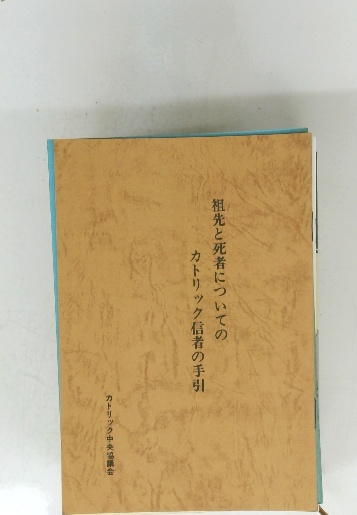 祖先と死者についての
カトリック信者の手引
カトリック中央協議会